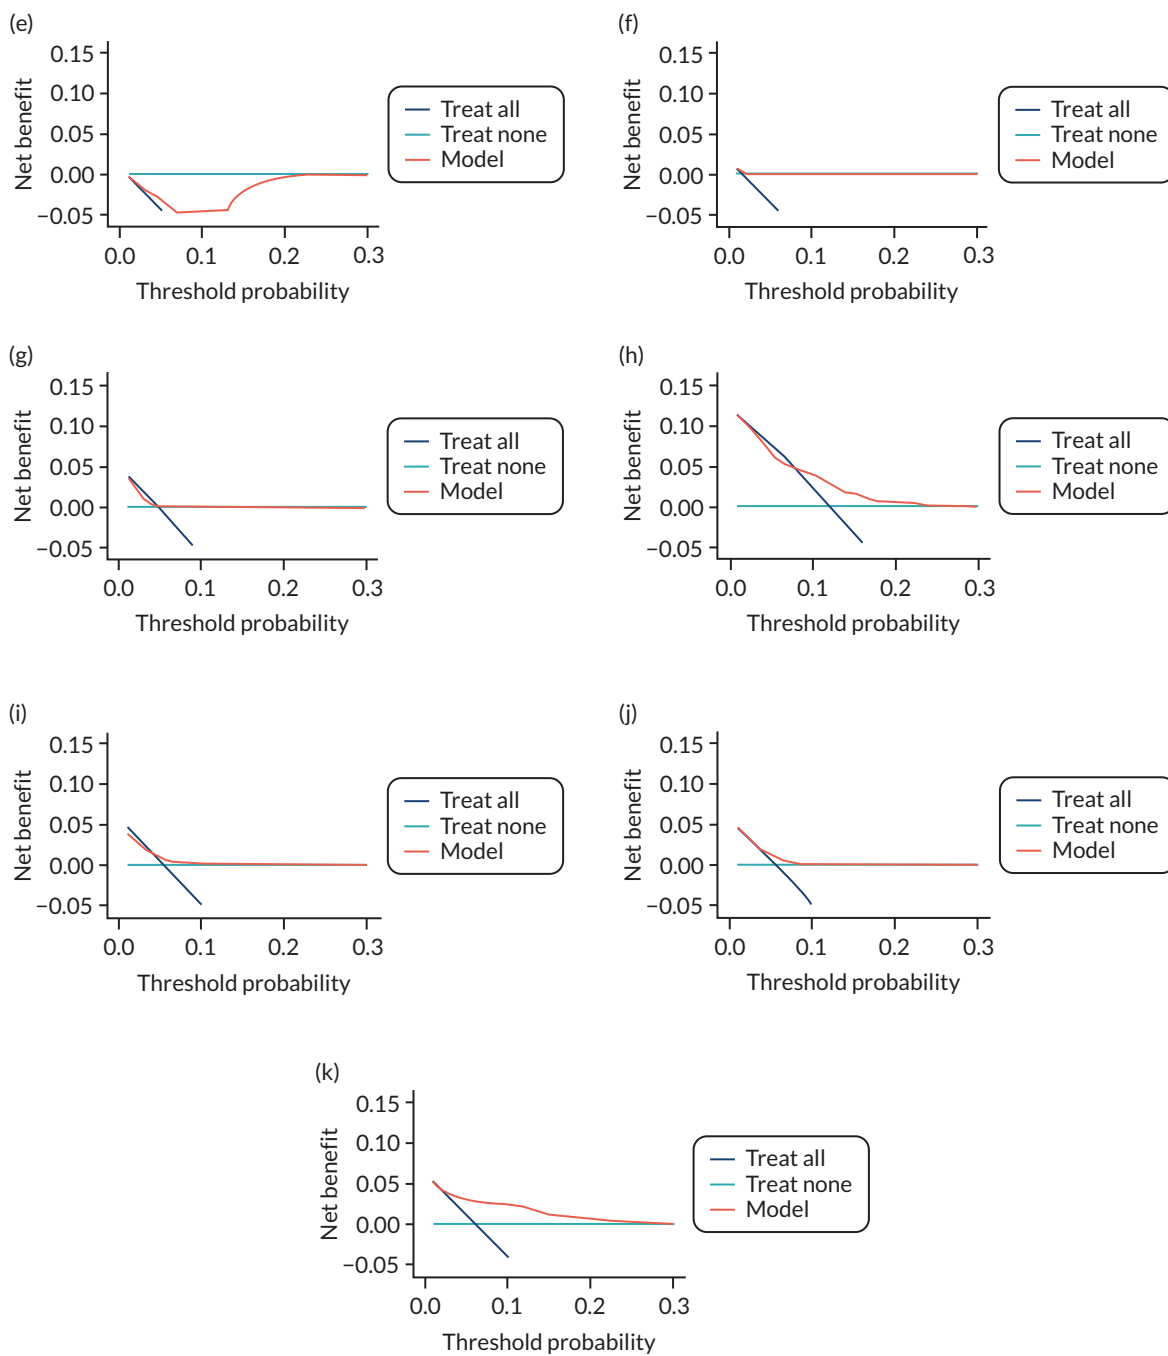 (e)
0.15
0.10
0.05
0.00
−0.05
Net benefit
0.0 0.1 0.2 0.3
Threshold probability
Treat all
Treat none
Model
(f)
0.15
0.10
0.05
0.00
−0.05
Net benefit
0.0 0.1 0.2 0.3
Threshold probability
Treat all
Treat none
Model
(g)
0.15
0.10
0.05
0.00
−0.05
Net benefit
0.0 0.1 0.2 0.3
Threshold probability
Treat all
Treat none
Model
(h)
0.15
0.10
0.05
0.00
−0.05
Net benefit
0.0 0.1 0.2 0.3
Threshold probability
Treat all
Treat none
Model
(i)
0.15
0.10
0.05
0.00
−0.05
Net benefit
0.0 0.1 0.2 0.3
Threshold probability
Treat all
Treat none
Model
(j)
0.15
0.10
0.05
0.00
−0.05
Net benefit
0.0 0.1 0.2 0.3
Threshold probability
Treat all
Treat none
Model
(k)
0.15
0.10
0.05
0.00
−0.05
Net benefit
0.0 0.1 0.2 0.3
Threshold probability
Treat all
Treat none
Model